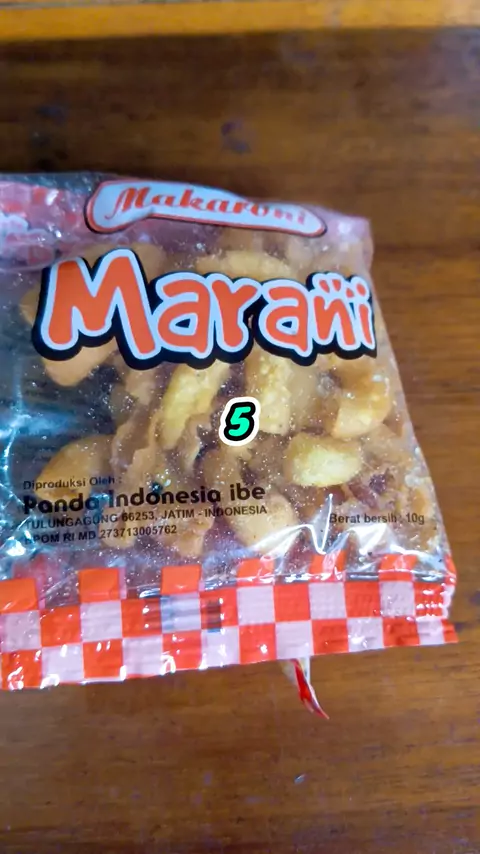 Makaroni
Marani
5
Diproduksi Oleh :
Panda Indonesia ibe
TULUNGAGUNG 66253, JATIM - INDONESIA
BPOM RI MD 273713005762
Berat bersih : 10g